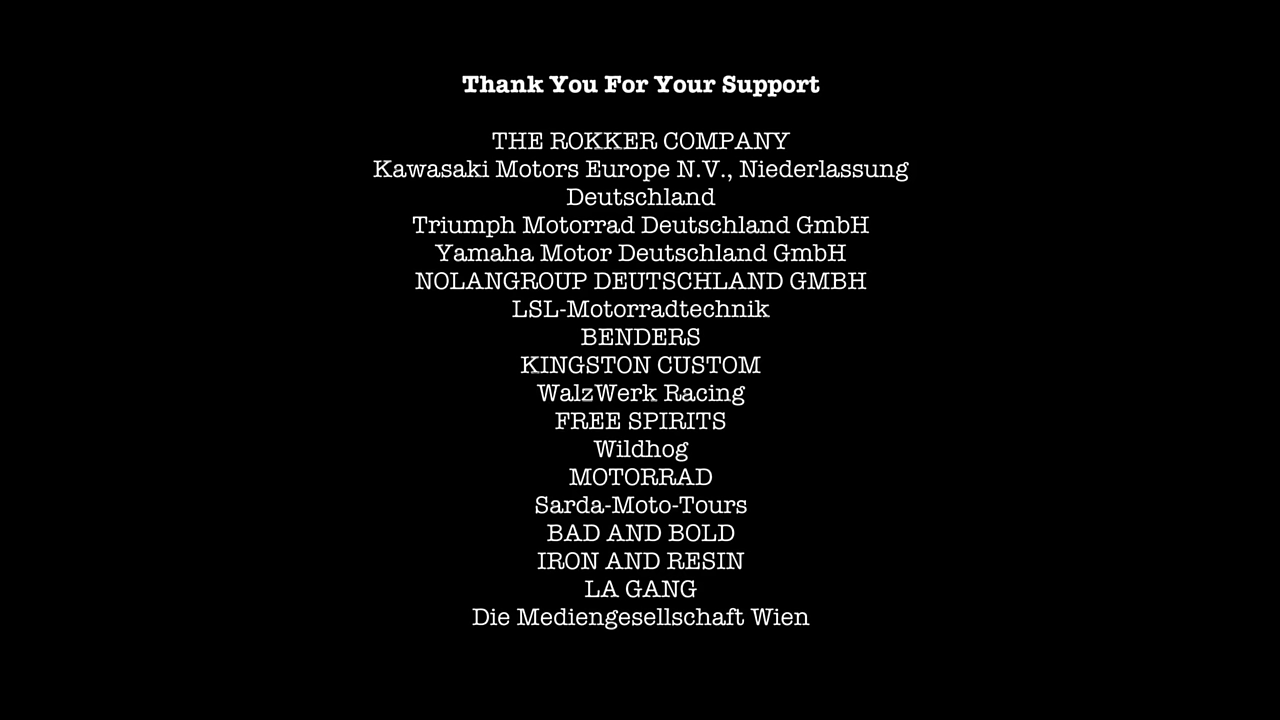 Thank You For Your Support
THE ROKKER COMPANY
Kawasaki Motors Europe N.V., Niederlassung
Deutschland
Triumph Motorrad Deutschland GmbH
Yamaha Motor Deutschland GmbH
NOLANGROUP DEUTSCHLAND GMBH
LSL-Motorradtechnik
BENDERS
KINGSTON CUSTOM
WalzWerk Racing
FREE SPIRITS
Wildhog
MOTORRAD
Sarda-Moto-Tours
BAD AND BOLD
IRON AND RESIN
LA GANG
Die Mediengesellschaft Wien